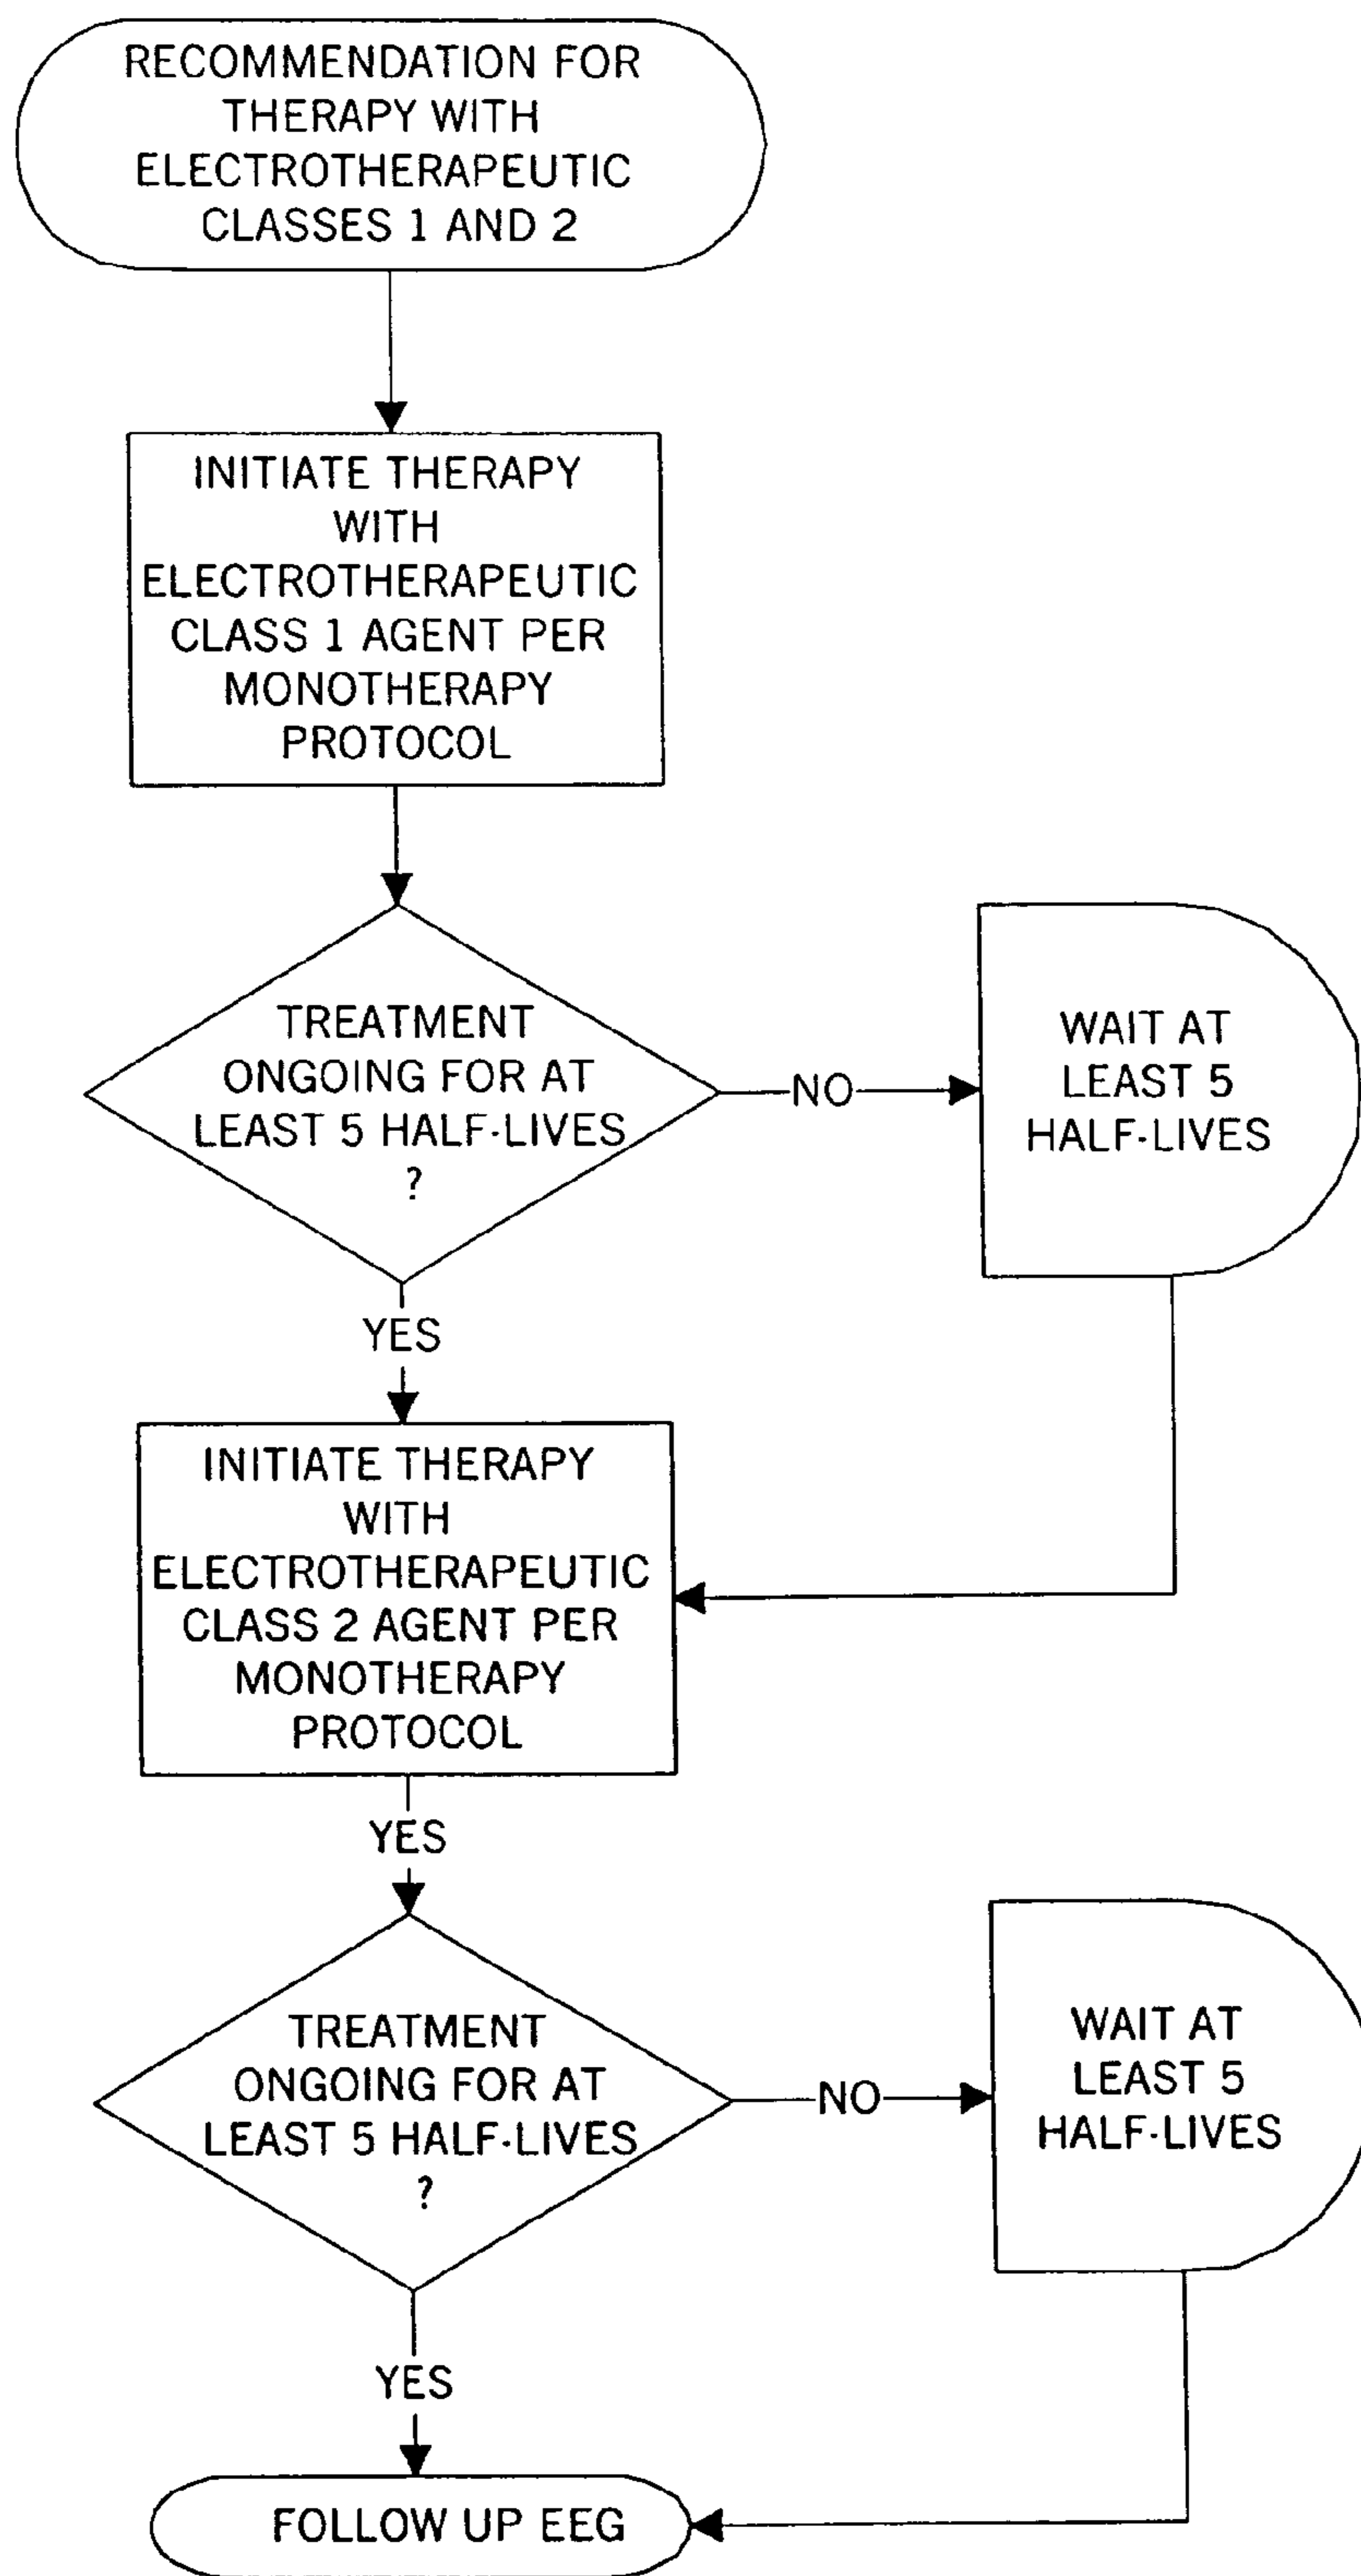 RECOMMENDATION FOR
THERAPY WITH
ELECTROTHERAPEUTIC
CLASSES 1 AND 2
INITIATE THERAPY
WITH
ELECTROTHERAPEUTIC
CLASS 1 AGENT PER
MONOTHERAPY
PROTOCOL
TREATMENT
ONGOING FOR AT
LEAST 5 HALF-LIVES
?
NO
WAIT AT
LEAST 5
HALF-LIVES
YES
INITIATE THERAPY
WITH
ELECTROTHERAPEUTIC
CLASS 2 AGENT PER
MONOTHERAPY
PROTOCOL
YES
TREATMENT
ONGOING FOR AT
LEAST 5 HALF-LIVES
?
NO
WAIT AT
LEAST 5
HALF-LIVES
YES
FOLLOW UP EEG